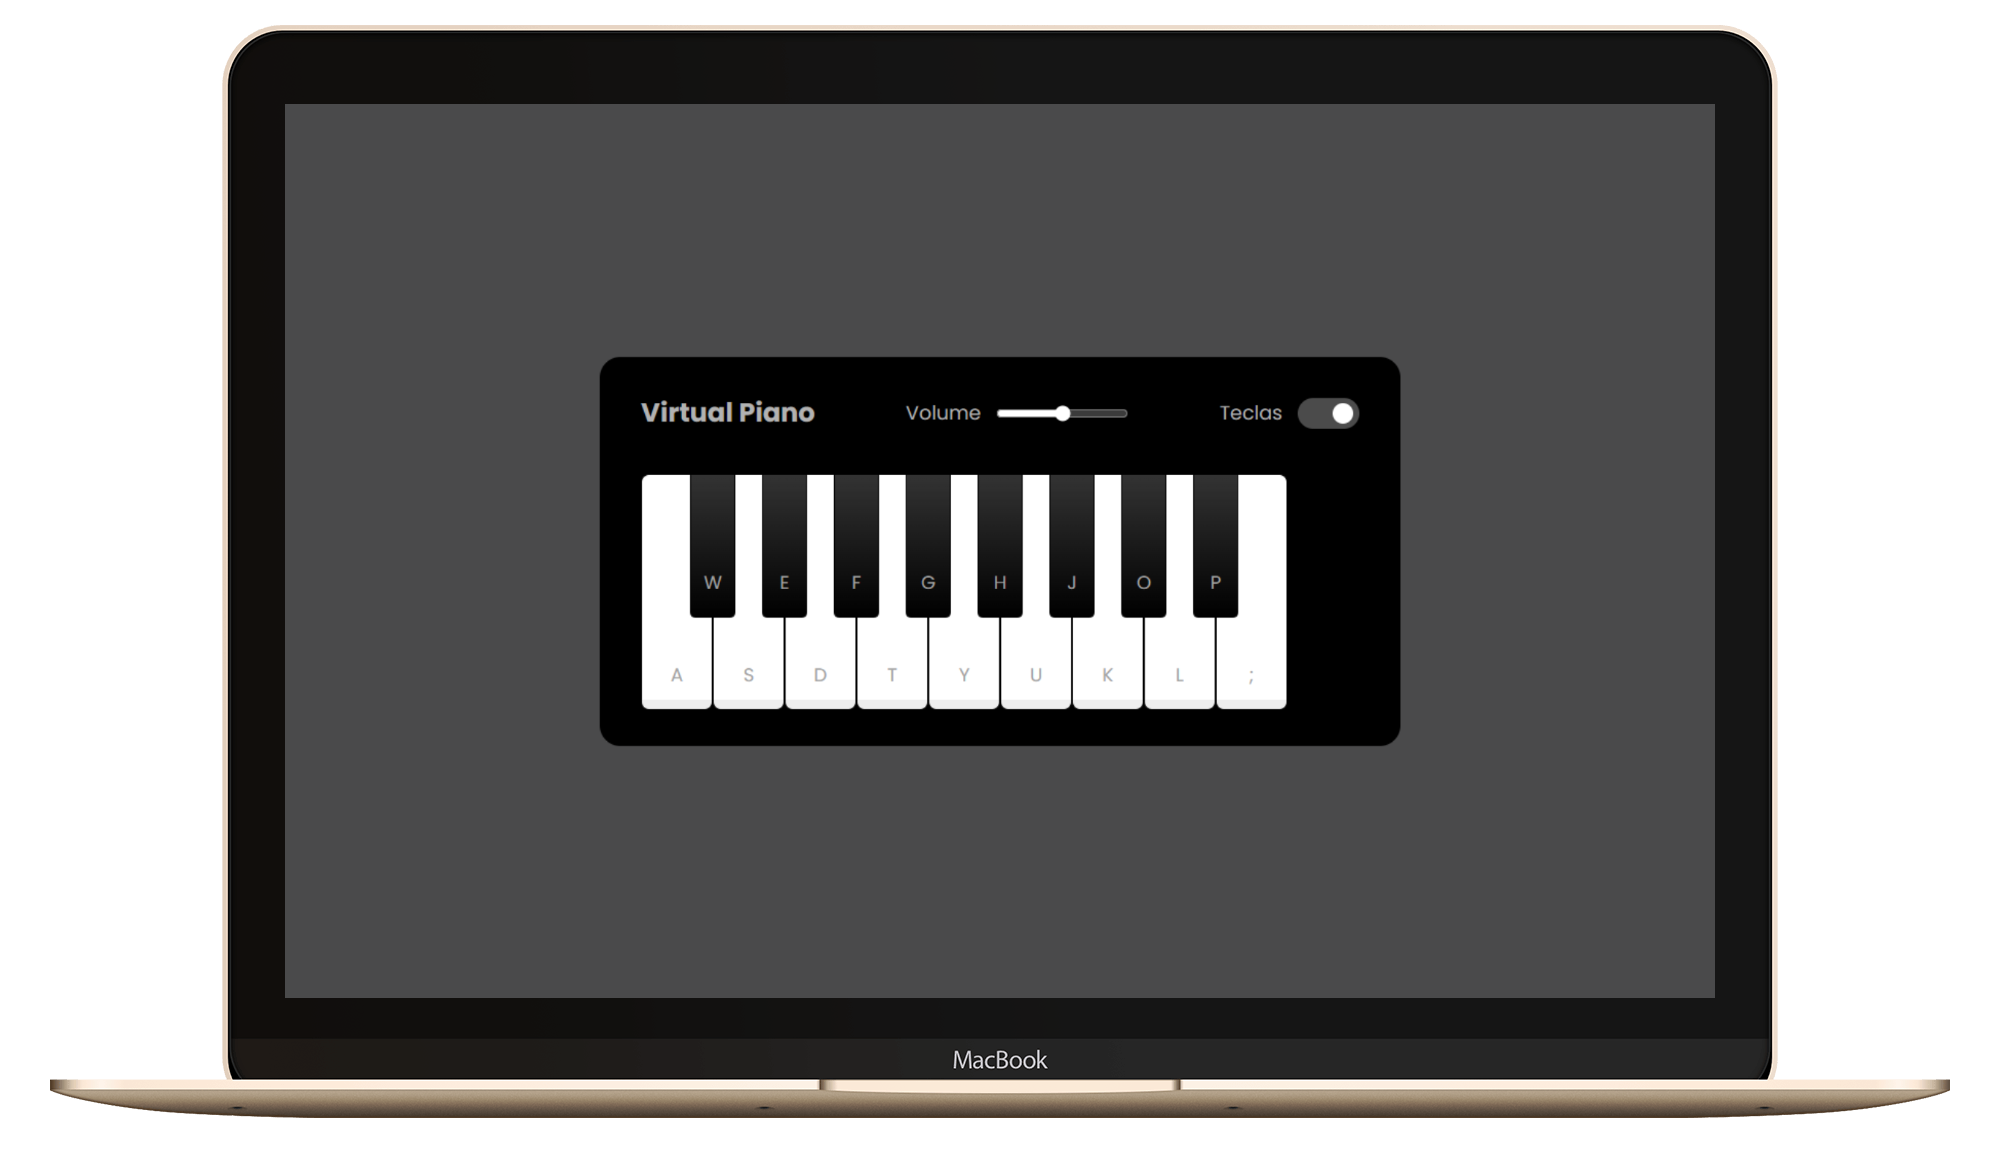 Virtual Piano Volume Teclas
W E F G H J O P
A S D T Y U K L ;
MacBook